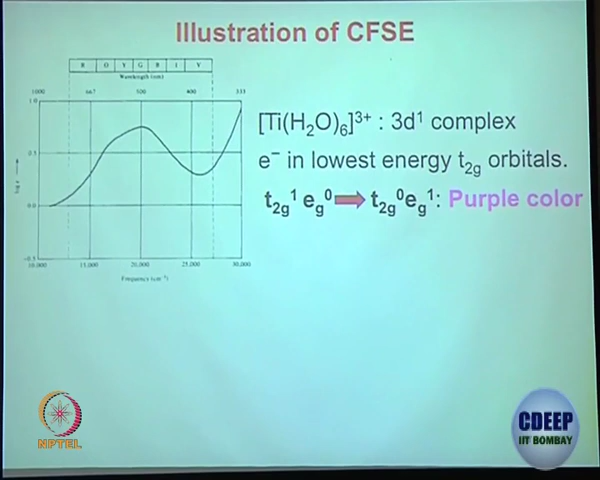 Illustration of CFSE
R O Y G B I V
Wavelength (nm)
1000 667 500 400 333
1.0
0.5
0.0
−0.5
log ε
10,000 15,000 20,000 25,000 30,000
Frequency (cm⁻¹)
[Ti(H₂O)₆]³⁺ : 3d¹ complex
e⁻ in lowest energy t₂g orbitals.
t₂g¹ eg⁰ ➡ t₂g⁰eg¹: Purple color
NPTEL
CDEEP
IIT BOMBAY